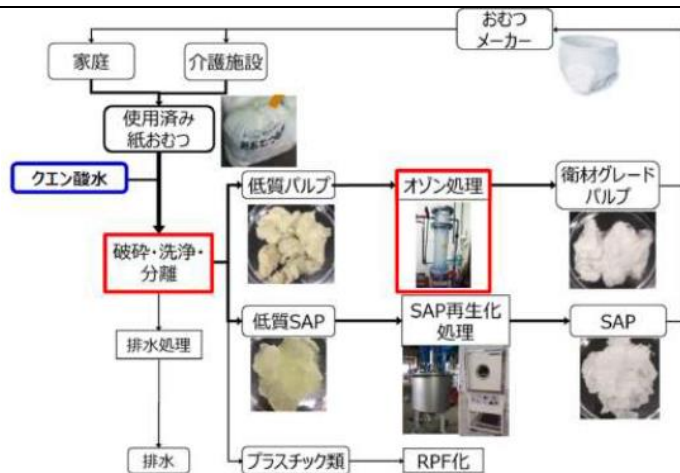 おむつ
メーカー
家庭
介護施設
使用済み
紙おむつ
クエン酸水
低質パルプ
オゾン処理
衛材グレード
パルプ
破砕・洗浄・
分離
低質SAP
SAP再生化
処理
SAP
排水処理
排水
プラスチック類
RPF化